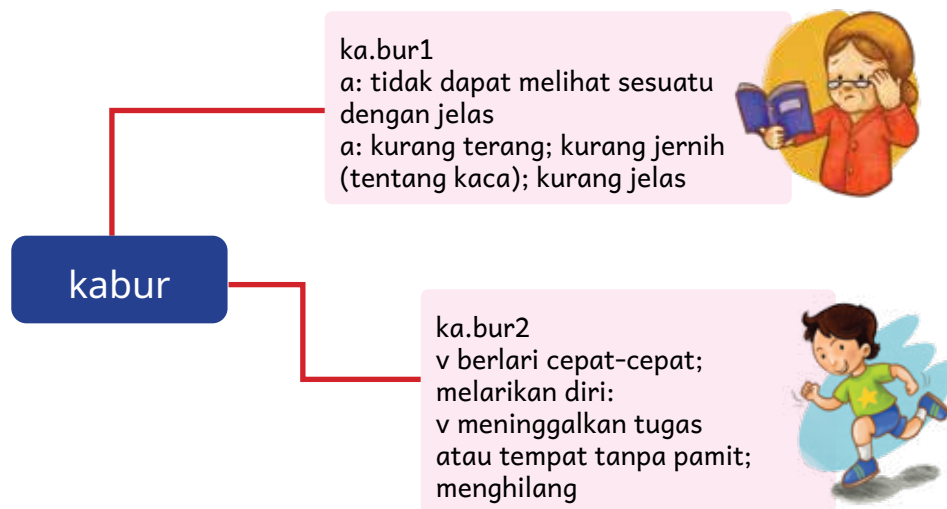 ka.bur1
a: tidak dapat melihat sesuatu
dengan jelas
a: kurang terang; kurang jernih
(tentang kaca); kurang jelas
kabur
ka.bur2
v berlari cepat-cepat;
melarikan diri:
v meninggalkan tugas
atau tempat tanpa pamit;
menghilang